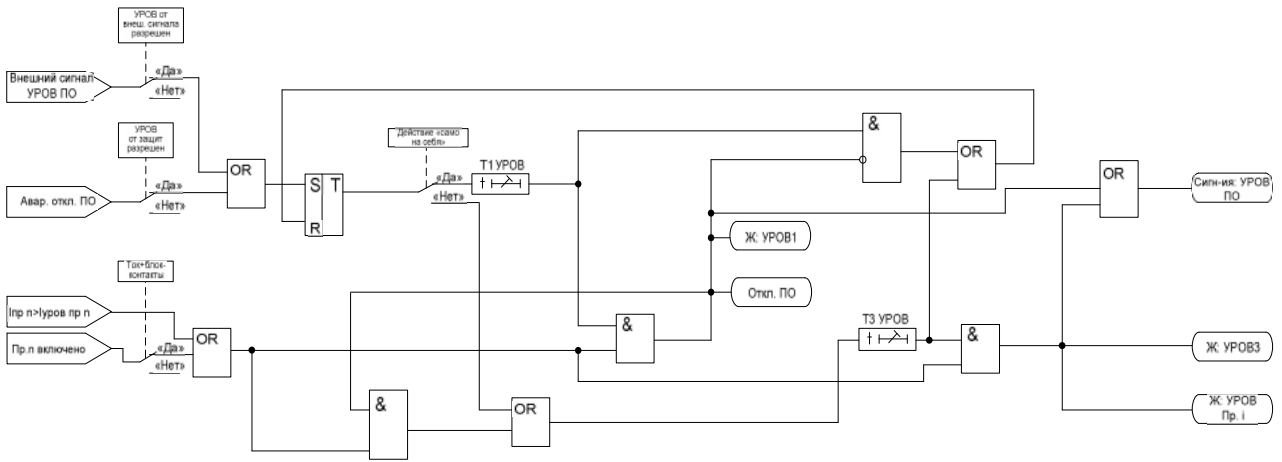 УРОВ от
внеш. сигнала
разрешен
Внешний сигнал
УРОВ ПО
«Да»
«Нет»
УРОВ
от защит
разрешен
Авар. откл. ПО
«Да»
«Нет»
OR
S T
R
Действие «само
на себя»
«Да»
«Нет»
Т1 УРОВ
&
OR
OR
Сигн-ия: УРОВ
ПО
Ж: УРОВ1
Откл. ПО
Ток+блок-
контакты
Iпр n>Iуров пр n
Пр.n включено
«Да»
«Нет»
OR
&
&
OR
Т3 УРОВ
&
Ж: УРОВ3
Ж: УРОВ
Пр. i